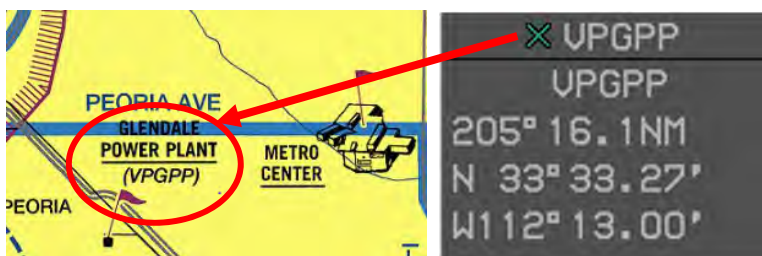 PEORIA AVE
GLENDALE
POWER PLANT
(VPGPP)
METRO
CENTER
PEORIA
VPGPP
VPGPP
205° 16.1NM
N 33°33.27'
W112°13.00'